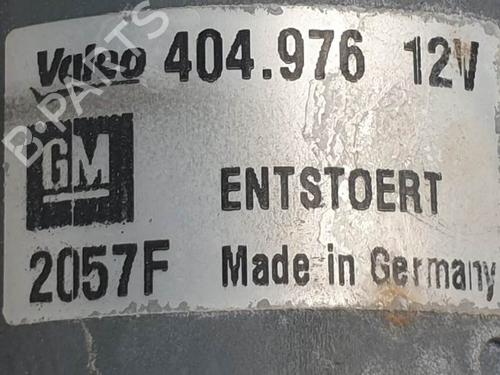 Valeo 404.976 12V
GM ENTSTOERT
2057F Made in Germany
B-PARTS